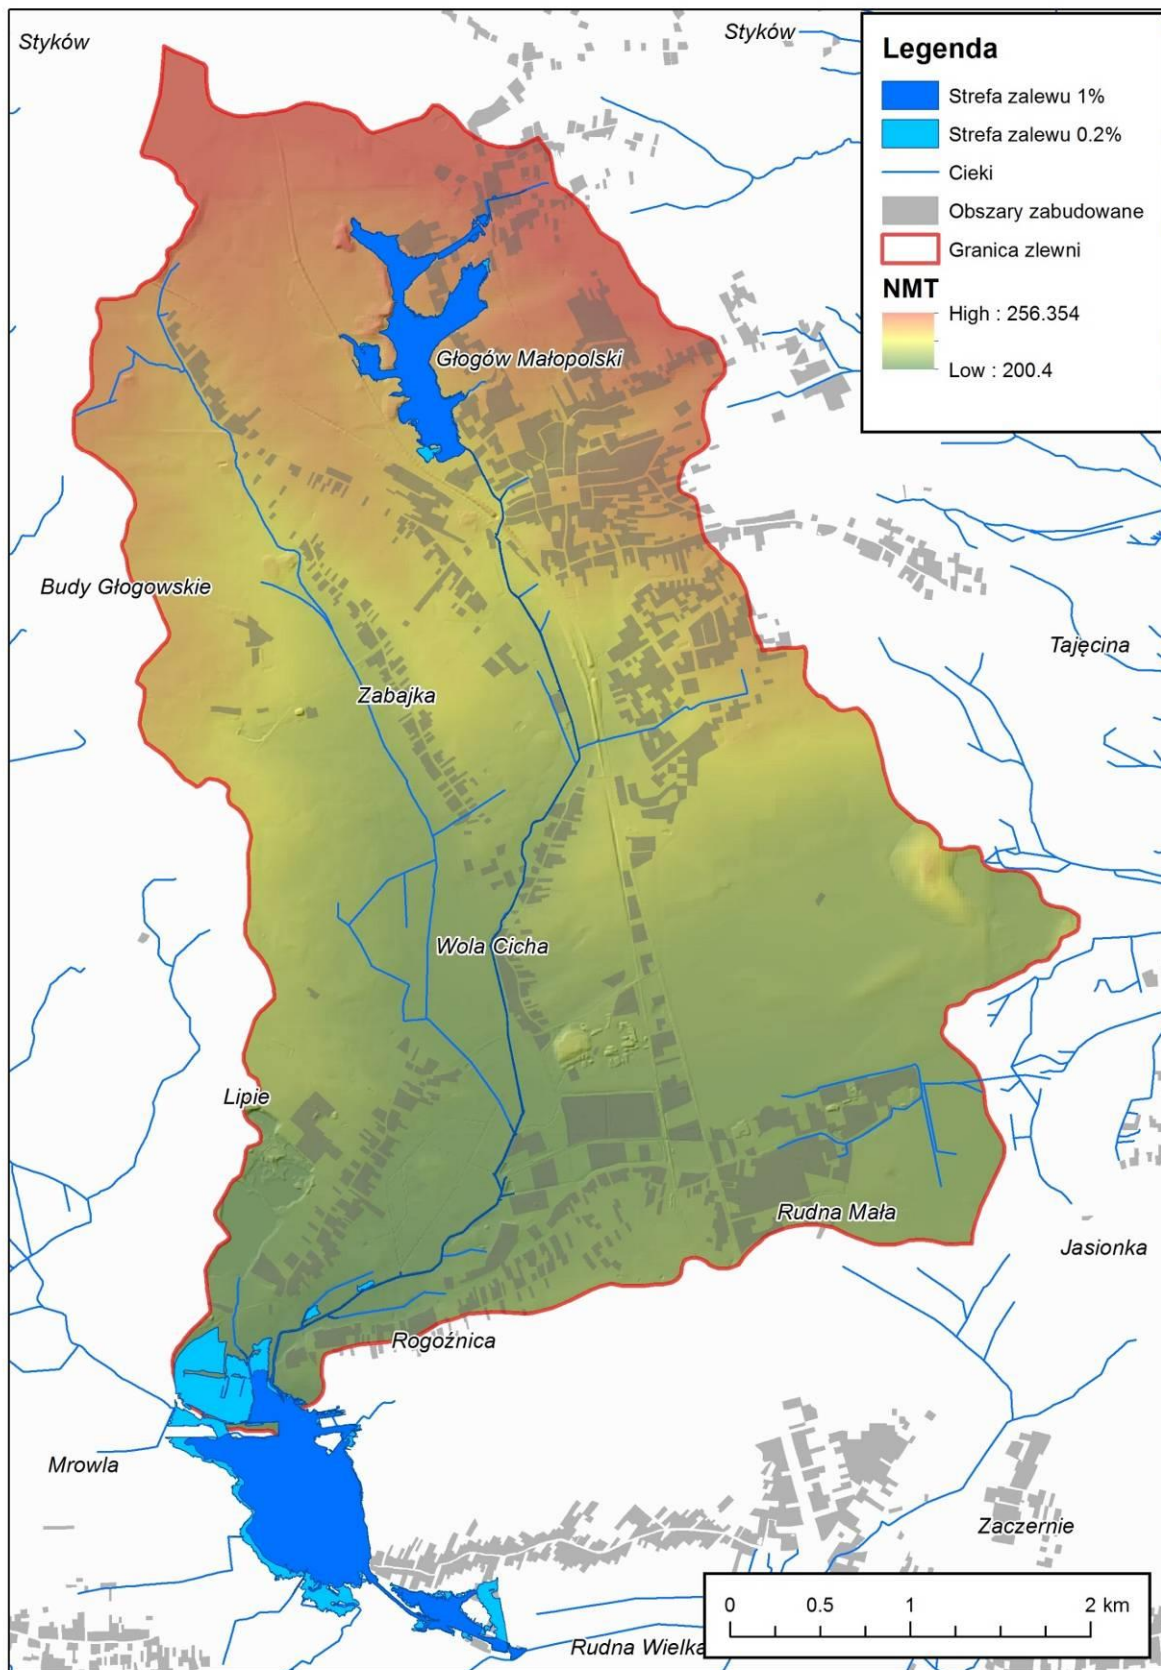 Styków
Styków
Legenda
Strefa zalewu 1%
Strefa zalewu 0.2%
Cieki
Obszary zabudowane
Granica zlewni
NMT
High : 256.354
Low : 200.4
Głogów Małopolski
Budy Głogowskie
Tajęcina
Zabajka
Wola Cicha
Lipie
Rudna Mała
Jasionka
Rogoźnica
Mrowla
Zaczernie
0 0.5 1 2 km
Rudna Wielka